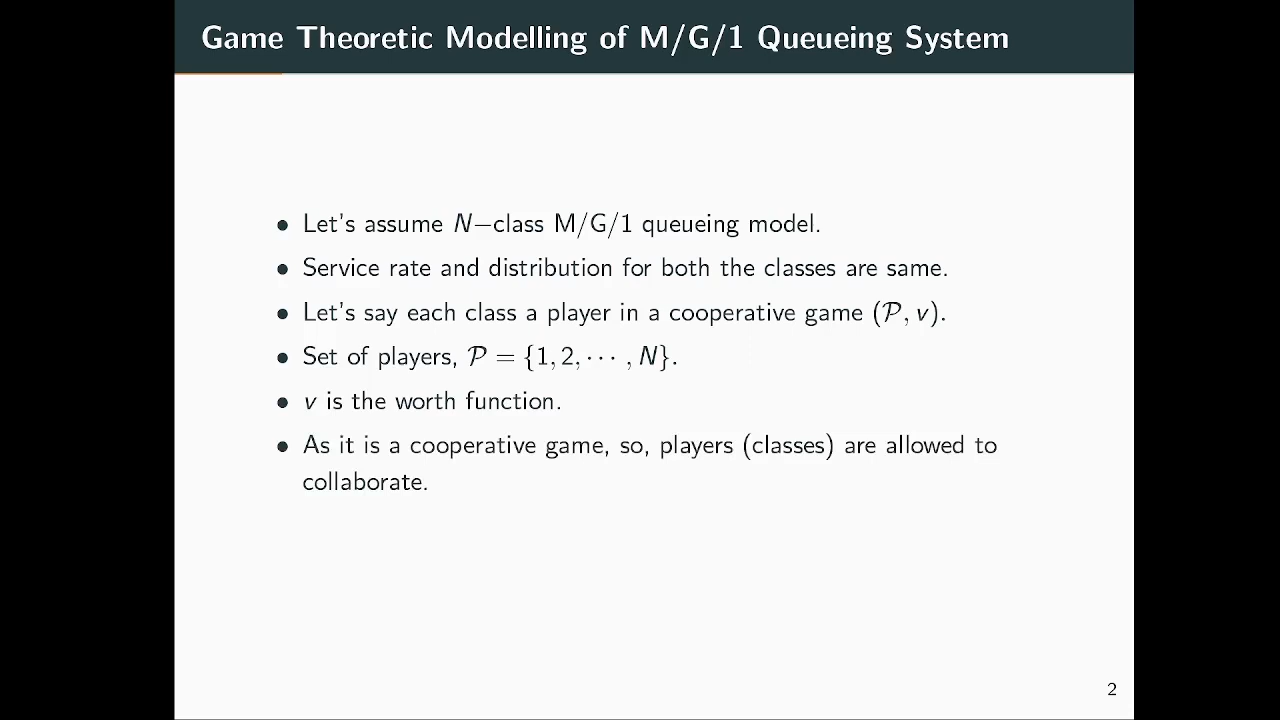 Game Theoretic Modelling of M/G/1 Queueing System
• Let's assume N−class M/G/1 queueing model.
• Service rate and distribution for both the classes are same.
• Let's say each class a player in a cooperative game (𝒫, v).
• Set of players, 𝒫 = {1, 2, ⋯ , N}.
• v is the worth function.
• As it is a cooperative game, so, players (classes) are allowed to
collaborate.
2